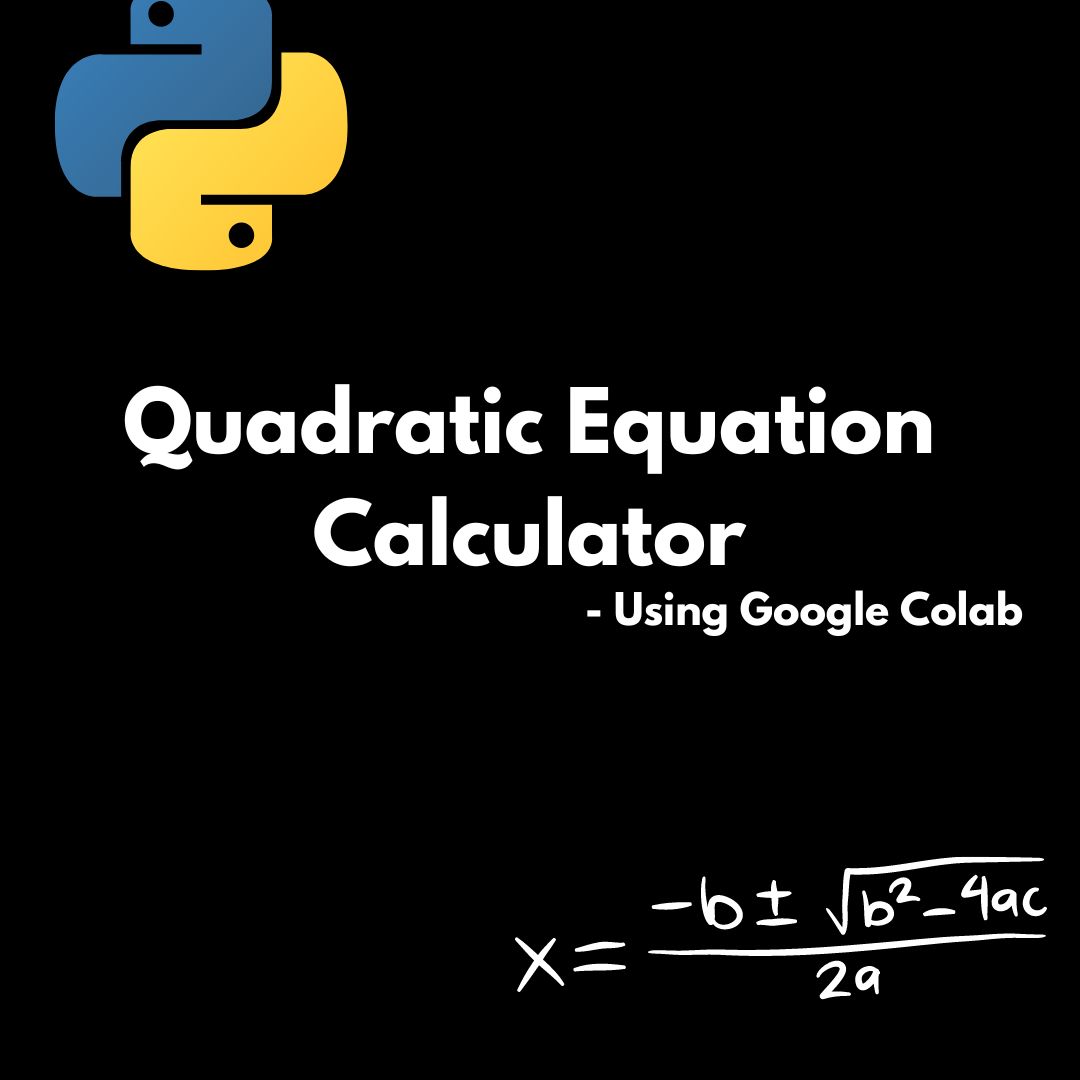 Quadratic Equation
Calculator
- Using Google Colab
x = -b ± √b² - 4ac
2a